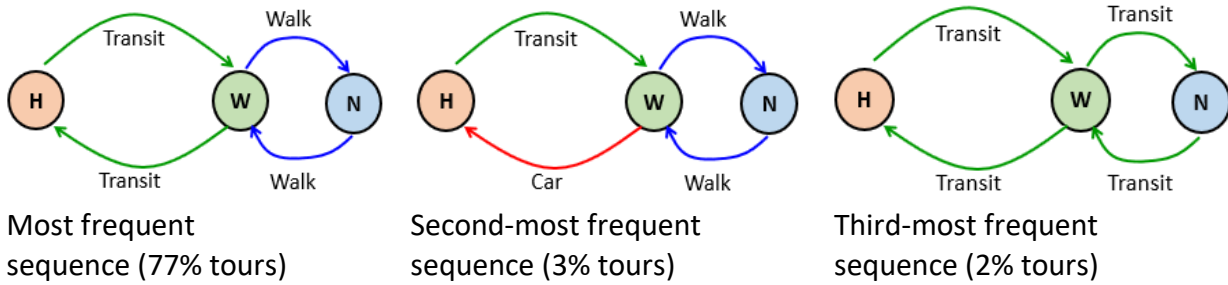 Transit
Walk
H
W
N
Transit
Walk
Most frequent
sequence (77% tours)
Transit
Walk
H
W
N
Car
Walk
Second-most frequent
sequence (3% tours)
Transit
Transit
H
W
N
Transit
Transit
Third-most frequent
sequence (2% tours)